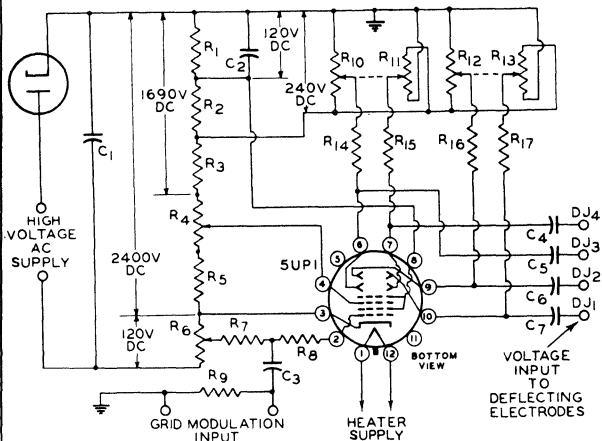 120V
DC
R1
C2
R10
R11
R12
R13
1690V
DC
240V
DC
R2
C1
R14
R15
R16
R17
R3
HIGH
VOLTAGE
AC
SUPPLY
R4
2400V
DC
R5
5UP1
5
6
7
8
4
9
3
10
2
11
1
12
BOTTOM
VIEW
C4
DJ4
C5
DJ3
C6
DJ2
C7
DJ1
120V
DC
R6
R7
R8
C3
R9
GRID MODULATION
INPUT
HEATER
SUPPLY
VOLTAGE
INPUT
TO
DEFLECTING
ELECTRODES